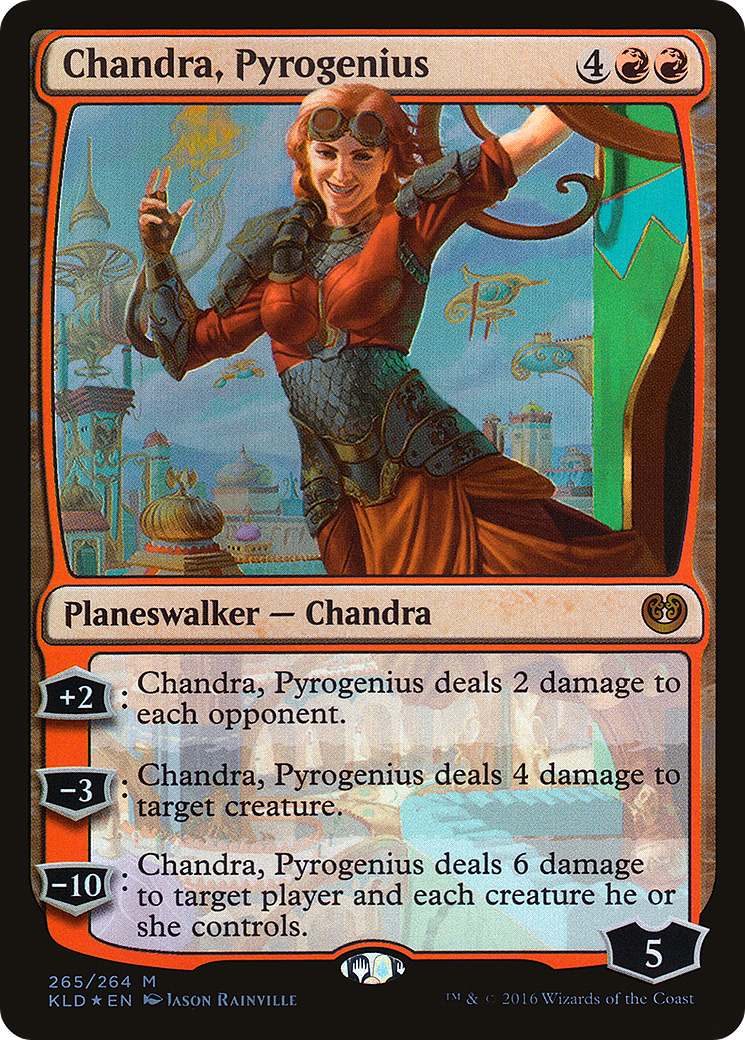 Chandra, Pyrogenius 4
Planeswalker — Chandra
+2 : Chandra, Pyrogenius deals 2 damage to
each opponent.
−3 : Chandra, Pyrogenius deals 4 damage to
target creature.
−10 : Chandra, Pyrogenius deals 6 damage
to target player and each creature he or
she controls.
5
265/264 M
KLD ★ EN Jason Rainville
™ & © 2016 Wizards of the Coast